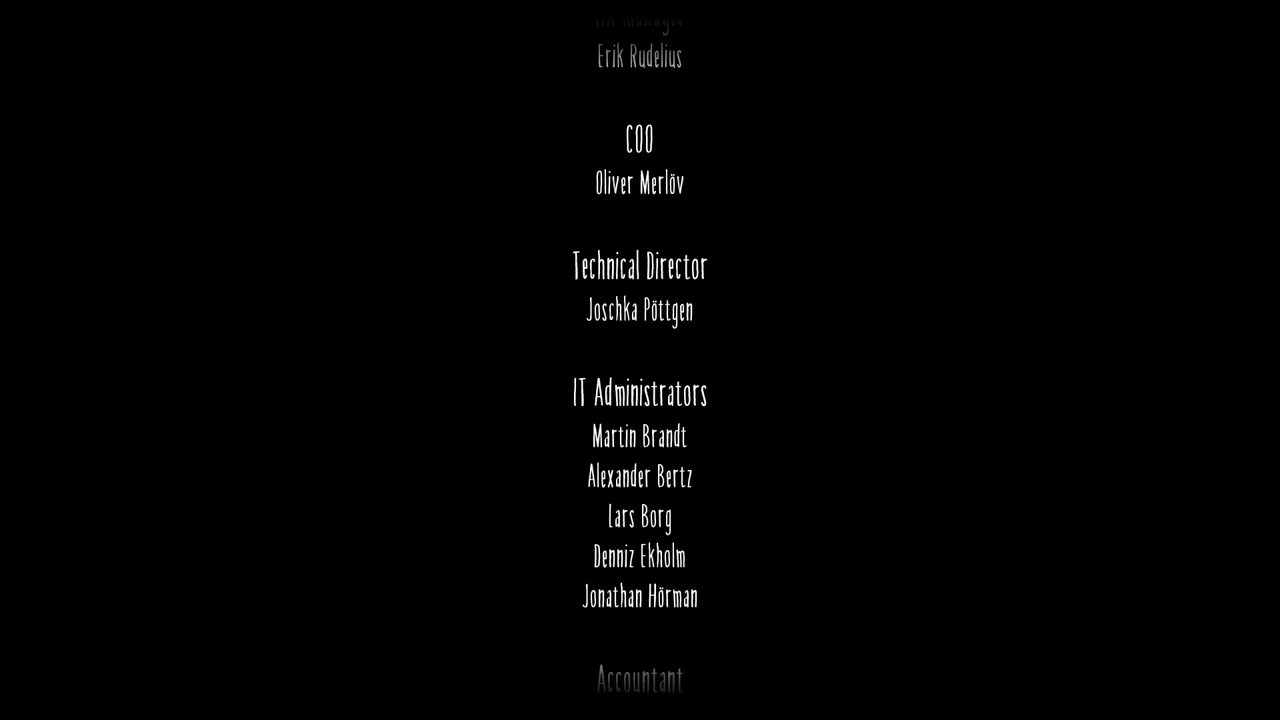 Manager
Erik Rudelius
COO
Oliver Merlöv
Technical Director
Joschka Pöttgen
IT Administrators
Martin Brandt
Alexander Bertz
Lars Borg
Denniz Ekholm
Jonathan Hörman
Accountant